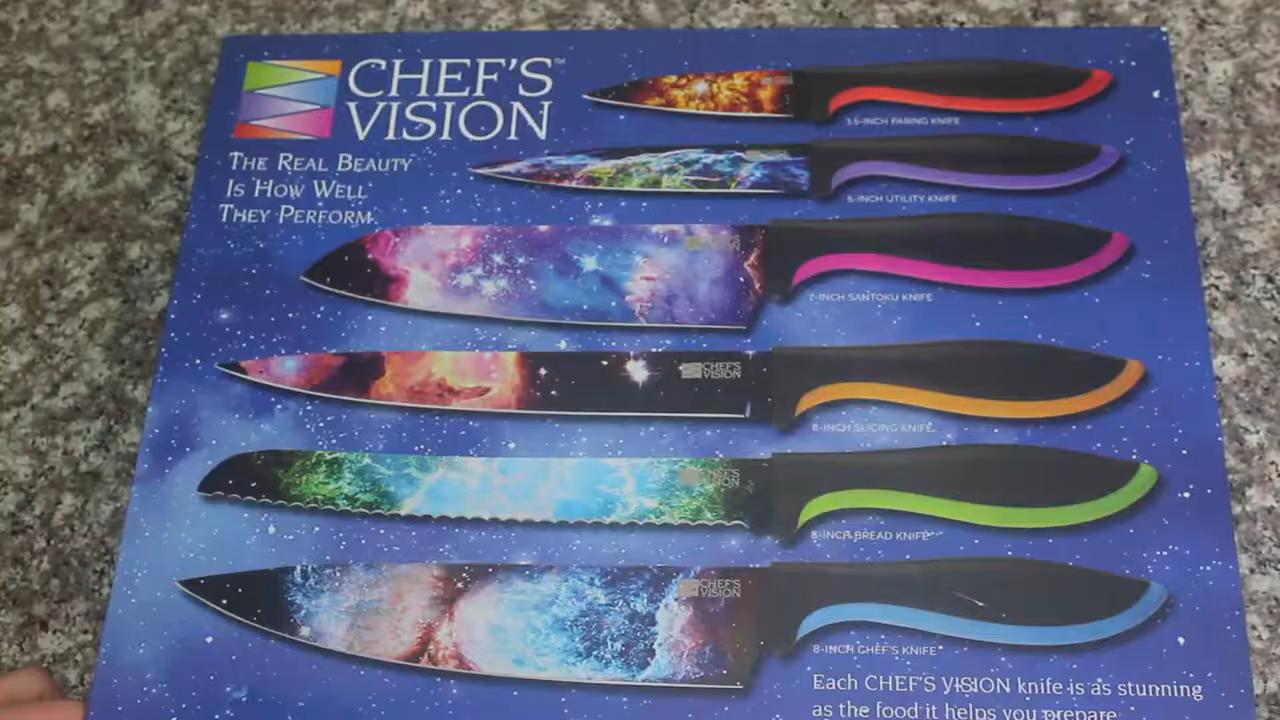 CHEF'S™
VISION
THE REAL BEAUTY
IS HOW WELL
THEY PERFORM
3.5-INCH PARING KNIFE
5-INCH UTILITY KNIFE
7-INCH SANTOKU KNIFE
CHEF'S
VISION
8-INCH SLICING KNIFE
CHEF'S
VISION
8-INCH BREAD KNIFE
CHEF'S
VISION
8-INCH CHEF'S KNIFE
Each CHEF'S VISION knife is as stunning
as the food it helps you prepare